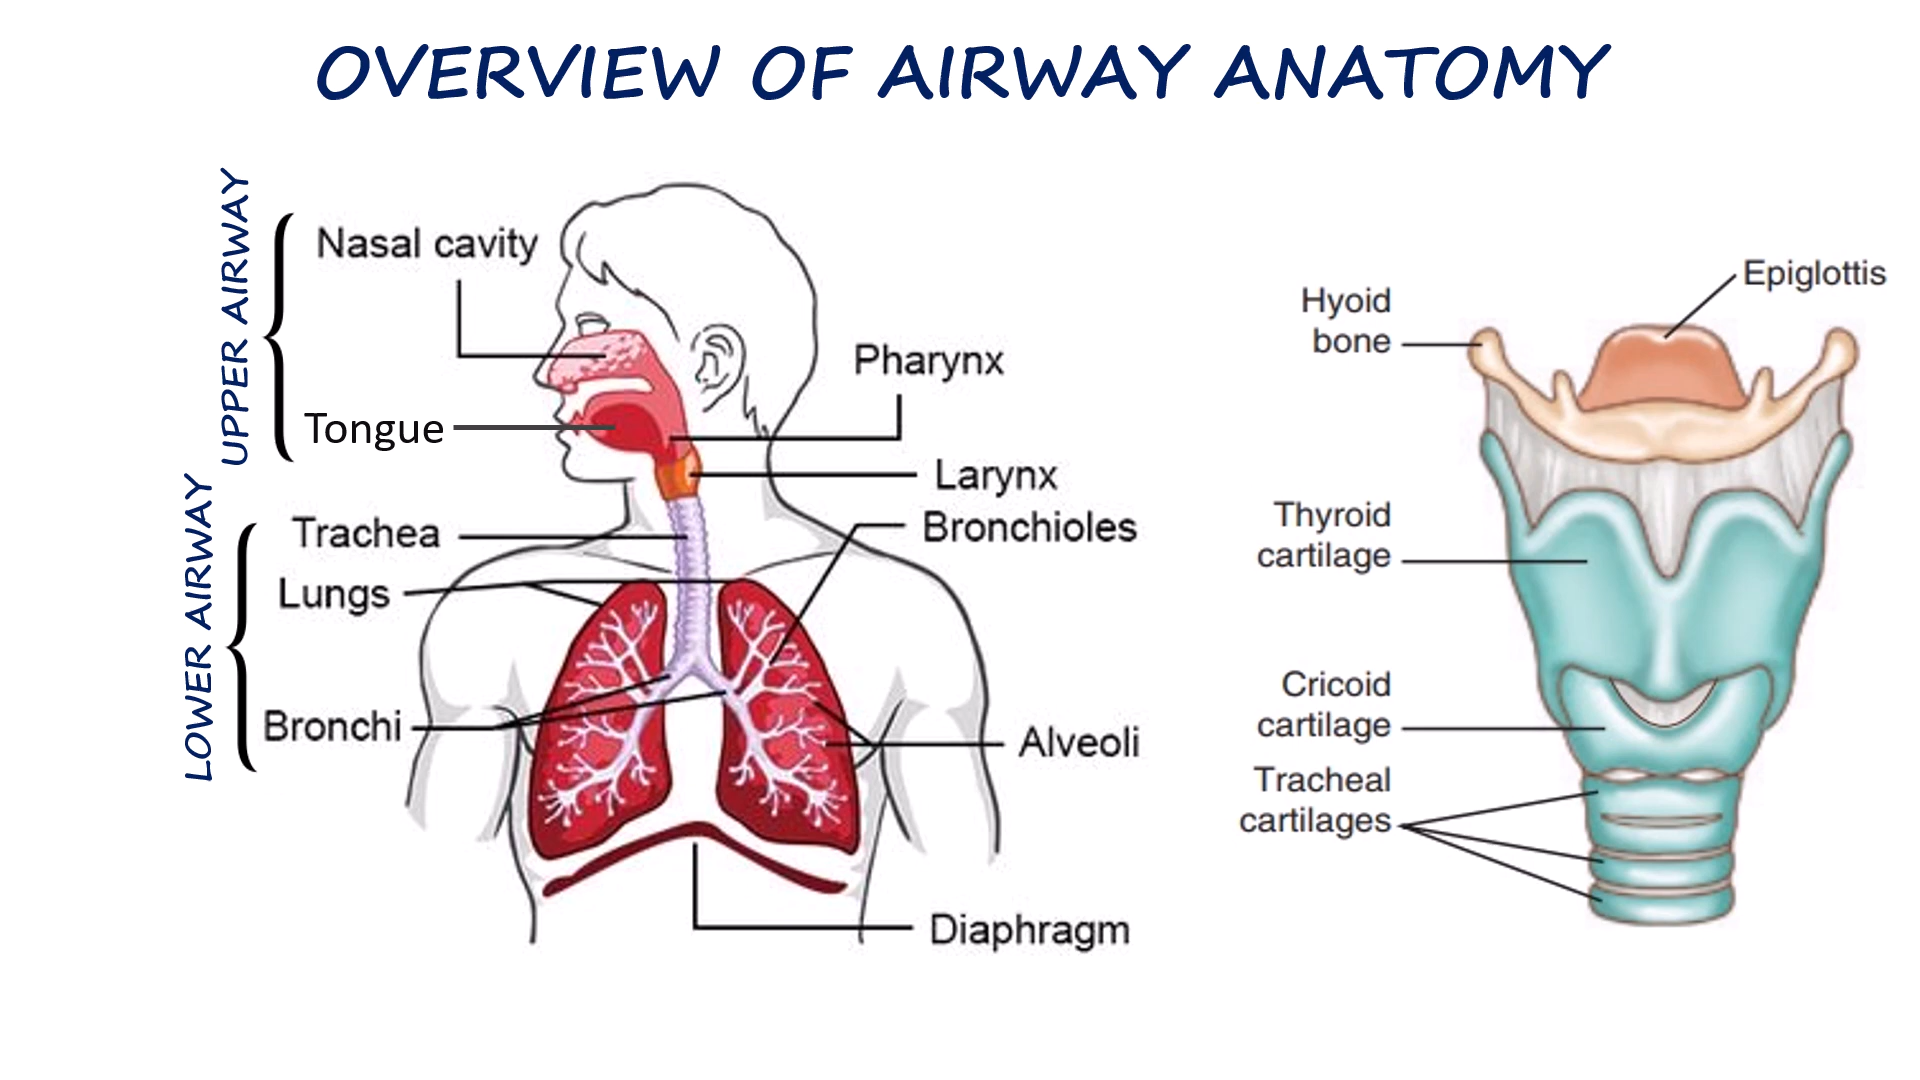 OVERVIEW OF AIRWAY ANATOMY
UPPER AIRWAY
Nasal cavity
Tongue
Pharynx
Larynx
Bronchioles
LOWER AIRWAY
Trachea
Lungs
Bronchi
Alveoli
Diaphragm
Epiglottis
Hyoid
bone
Thyroid
cartilage
Cricoid
cartilage
Tracheal
cartilages